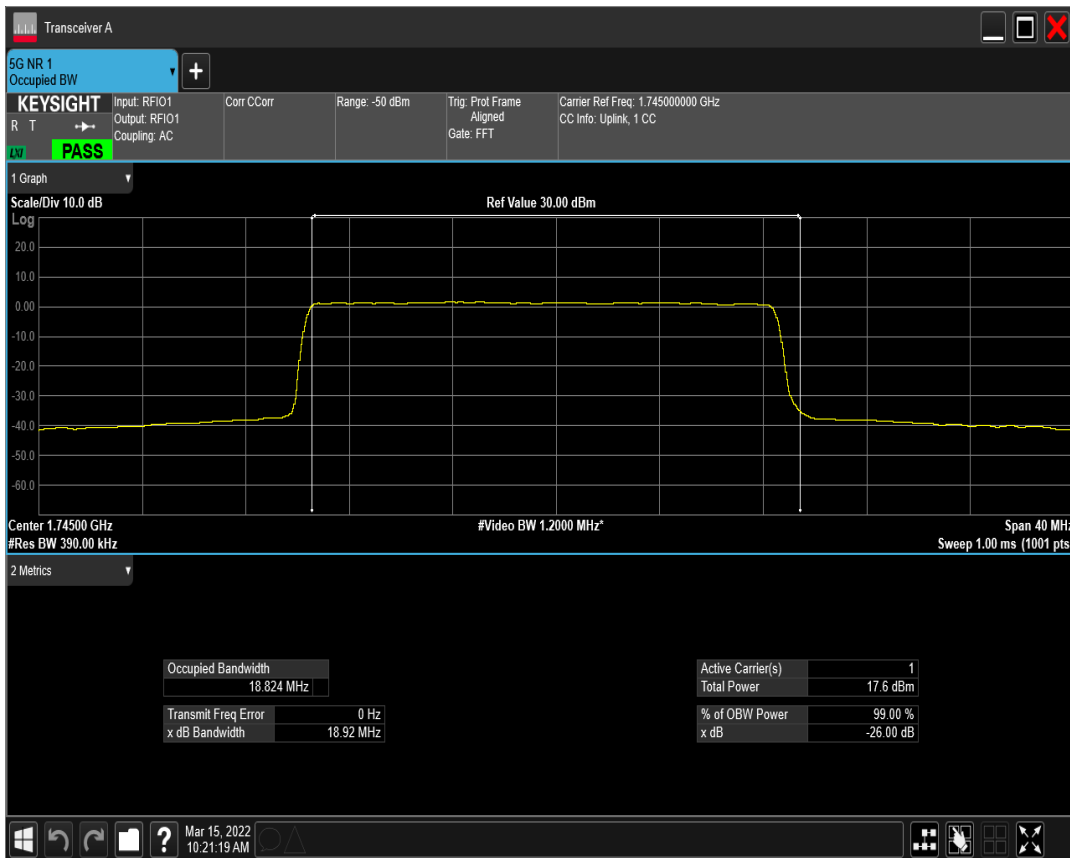 Transceiver A
5G NR 1
Occupied BW
KEYSIGHT
R T
LXI
PASS
Input: RFIO1
Output: RFIO1
Coupling: AC
Corr CCorr
Range: -50 dBm
Trig: Prot Frame
Aligned
Gate: FFT
Carrier Ref Freq: 1.745000000 GHz
CC Info: Uplink, 1 CC
1 Graph
Scale/Div 10.0 dB
Ref Value 30.00 dBm
Log
20.0
10.0
0.00
-10.0
-20.0
-30.0
-40.0
-50.0
-60.0
Center 1.74500 GHz
#Video BW 1.2000 MHz*
Span 40 MHz
#Res BW 390.00 kHz
Sweep 1.00 ms (1001 pts
2 Metrics
Occupied Bandwidth
18.824 MHz
Transmit Freq Error 0 Hz
x dB Bandwidth 18.92 MHz
Active Carrier(s) 1
Total Power 17.6 dBm
% of OBW Power 99.00 %
x dB -26.00 dB
?
Mar 15, 2022
10:21:19 AM